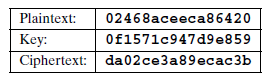 Plaintext: 02468aceeca86420
Key: 0f1571c947d9e859
Ciphertext: da02ce3a89ecac3b